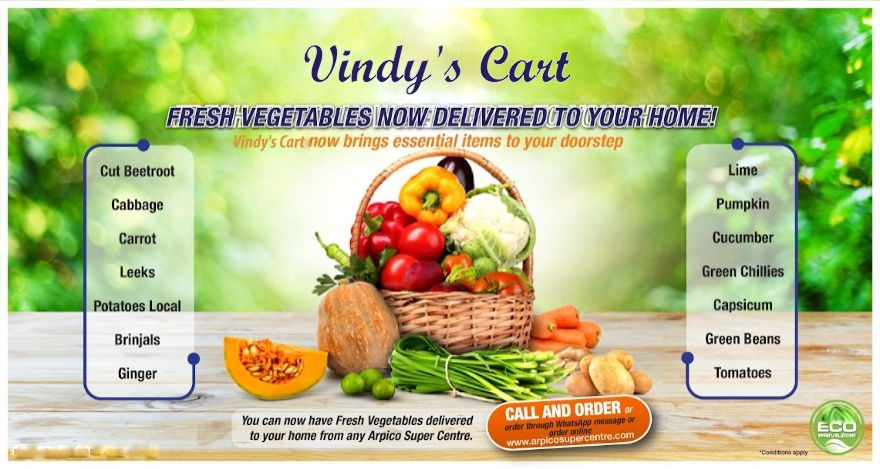 Vindy's Cart
FRESH VEGETABLES NOW DELIVERED TO YOUR HOME!
Vindy's Cart now brings essential items to your doorstep
Cut Beetroot
Cabbage
Carrot
Leeks
Potatoes Local
Brinjals
Ginger
Lime
Pumpkin
Cucumber
Green Chillies
Capsicum
Green Beans
Tomatoes
You can now have Fresh Vegetables delivered
to your home from any Arpico Super Centre.
CALL AND ORDER or
order through WhatsApp message or
order online
www.arpicosupercentre.com
ECO
PRIVILEGE
*Conditions apply